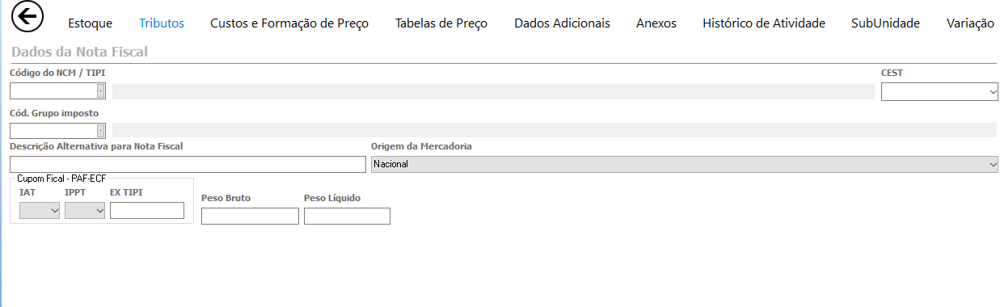 Estoque Tributos Custos e Formação de Preço Tabelas de Preço Dados Adicionais Anexos Histórico de Atividade SubUnidade Variação
Dados da Nota Fiscal
Código do NCM / TIPI CEST
Cód. Grupo imposto
Descrição Alternativa para Nota Fiscal Origem da Mercadoria
Nacional
Cupom Fical - PAF-ECF
IAT IPPT EX TIPI Peso Bruto Peso Líquido